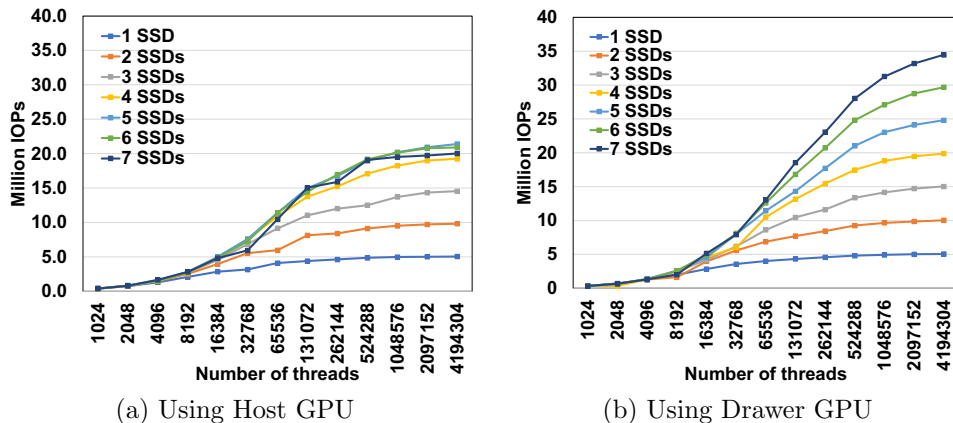 40.0
35.0
30.0
25.0
20.0
15.0
10.0
5.0
0.0
Million IOPs
1 SSD
2 SSDs
3 SSDs
4 SSDs
5 SSDs
6 SSDs
7 SSDs
1024
2048
4096
8192
16384
32768
65536
131072
262144
524288
1048576
2097152
4194304
Number of threads
(a) Using Host GPU
40
35
30
25
20
15
10
5
0
Million IOPs
1 SSD
2 SSDs
3 SSDs
4 SSDs
5 SSDs
6 SSDs
7 SSDs
1024
2048
4096
8192
16384
32768
65536
131072
262144
524288
1048576
2097152
4194304
Number of threads
(b) Using Drawer GPU